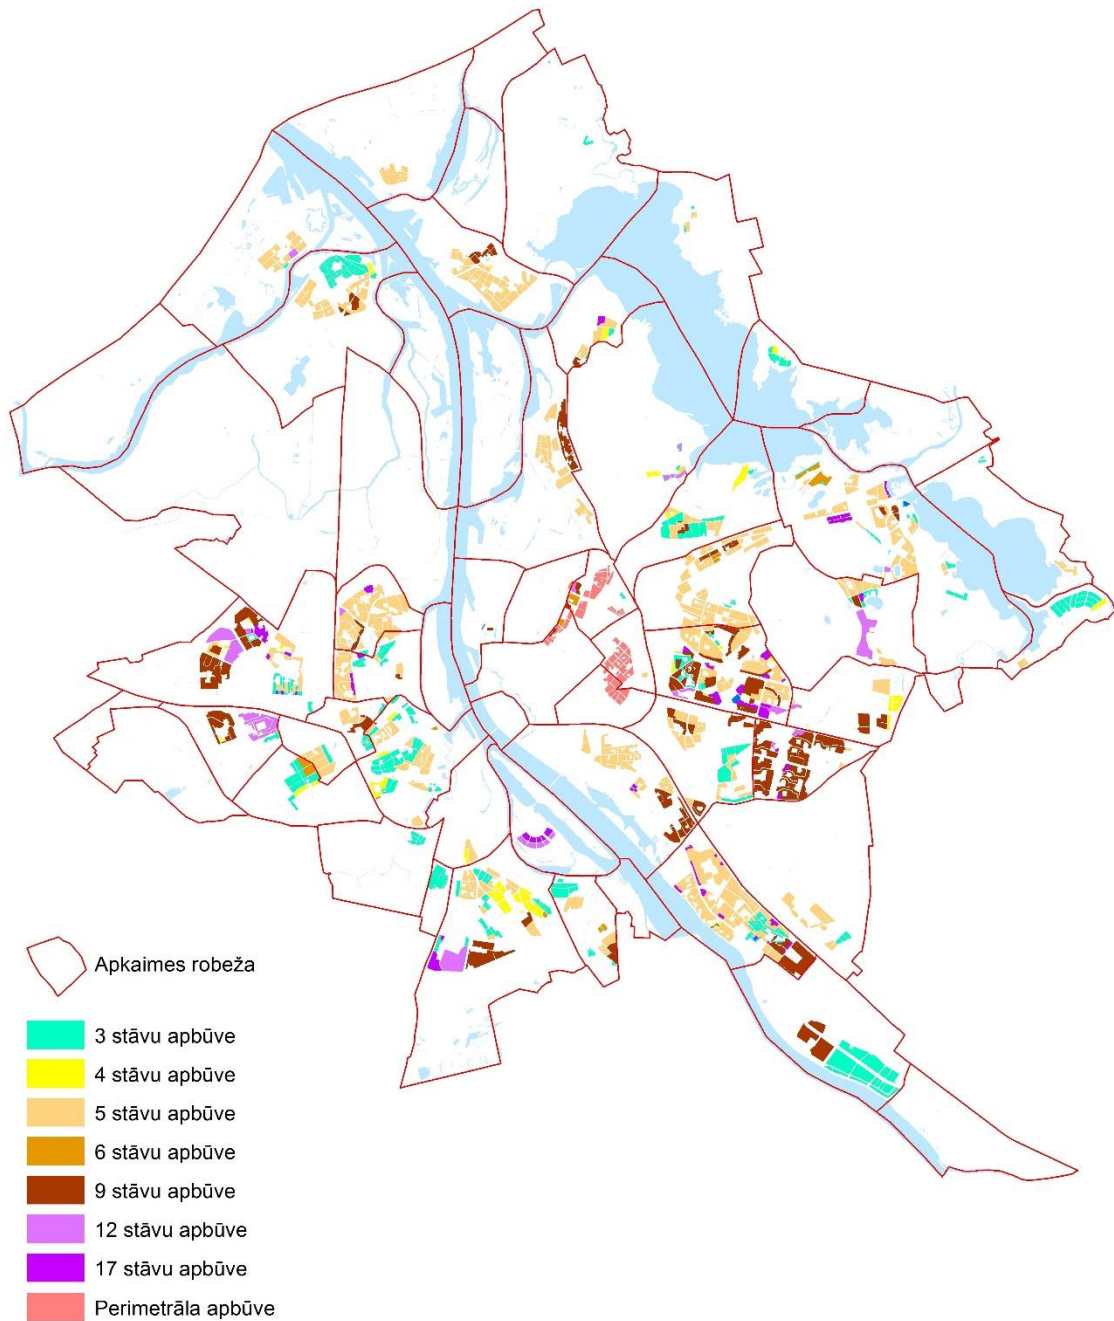 Apkaimes robeža
3 stāvu apbūve
4 stāvu apbūve
5 stāvu apbūve
6 stāvu apbūve
9 stāvu apbūve
12 stāvu apbūve
17 stāvu apbūve
Perimetrāla apbūve